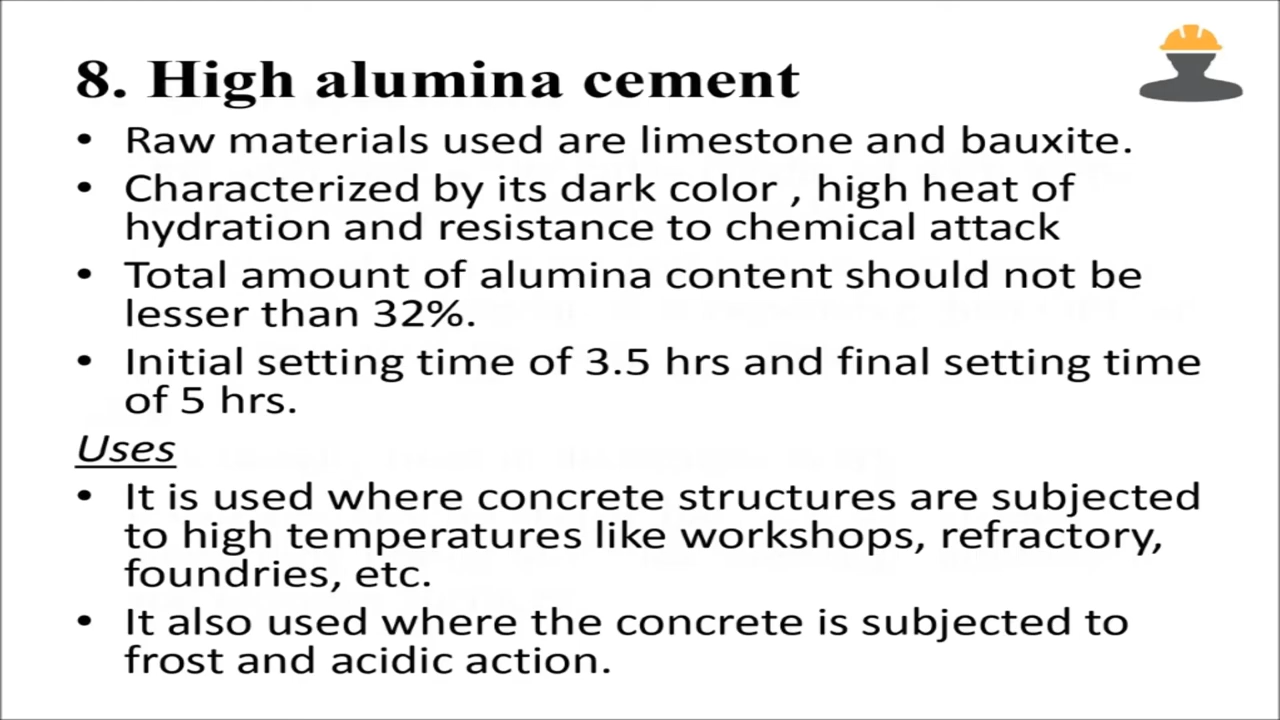 8. High alumina cement
• Raw materials used are limestone and bauxite.
• Characterized by its dark color , high heat of
hydration and resistance to chemical attack
• Total amount of alumina content should not be
lesser than 32%.
• Initial setting time of 3.5 hrs and final setting time
of 5 hrs.
Uses
• It is used where concrete structures are subjected
to high temperatures like workshops, refractory,
foundries, etc.
• It also used where the concrete is subjected to
frost and acidic action.